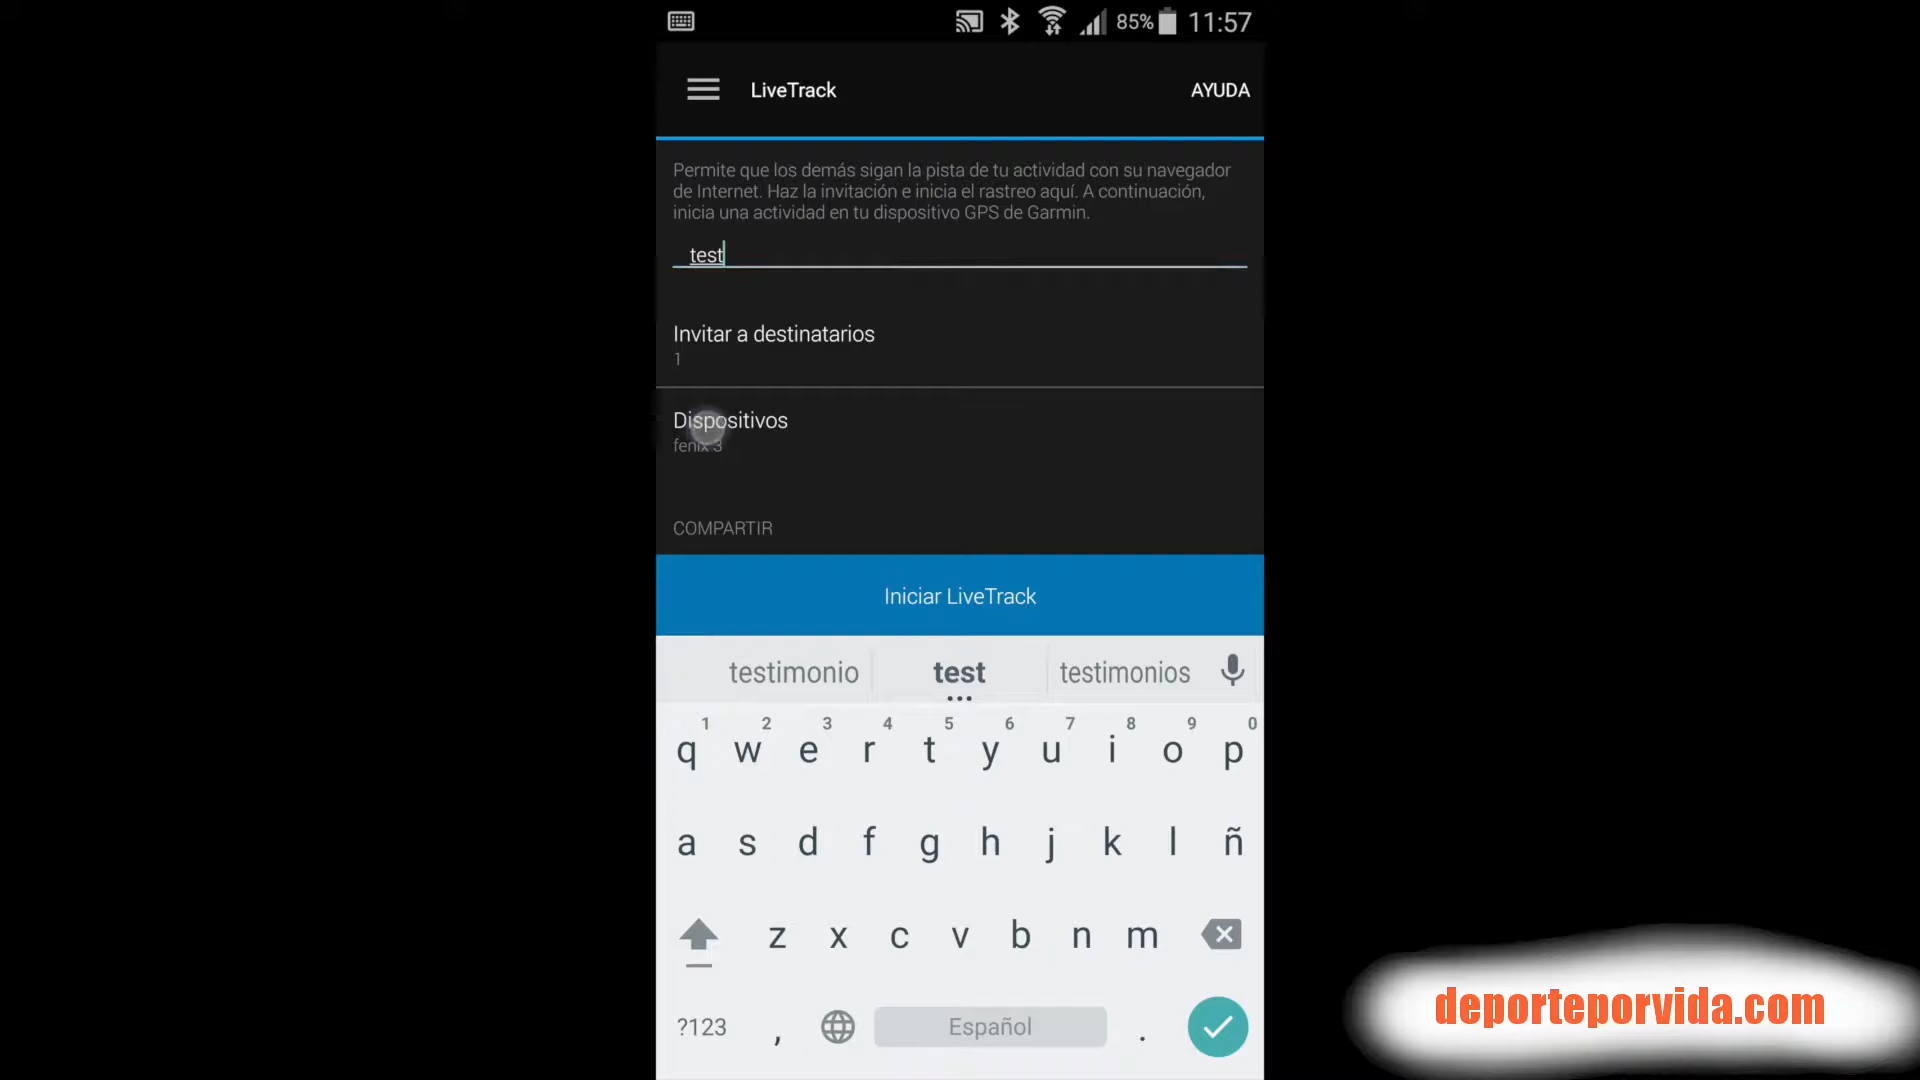 85% 11:57
LiveTrack AYUDA
Permite que los demás sigan la pista de tu actividad con su navegador
de Internet. Haz la invitación e inicia el rastreo aquí. A continuación,
inicia una actividad en tu dispositivo GPS de Garmin.
test
Invitar a destinatarios
1
Dispositivos
fenix 3
COMPARTIR
Iniciar LiveTrack
testimonio test testimonios
1 2 3 4 5 6 7 8 9 0
q w e r t y u i o p
a s d f g h j k l ñ
z x c v b n m
?123 , Español .
deporteporvida.com